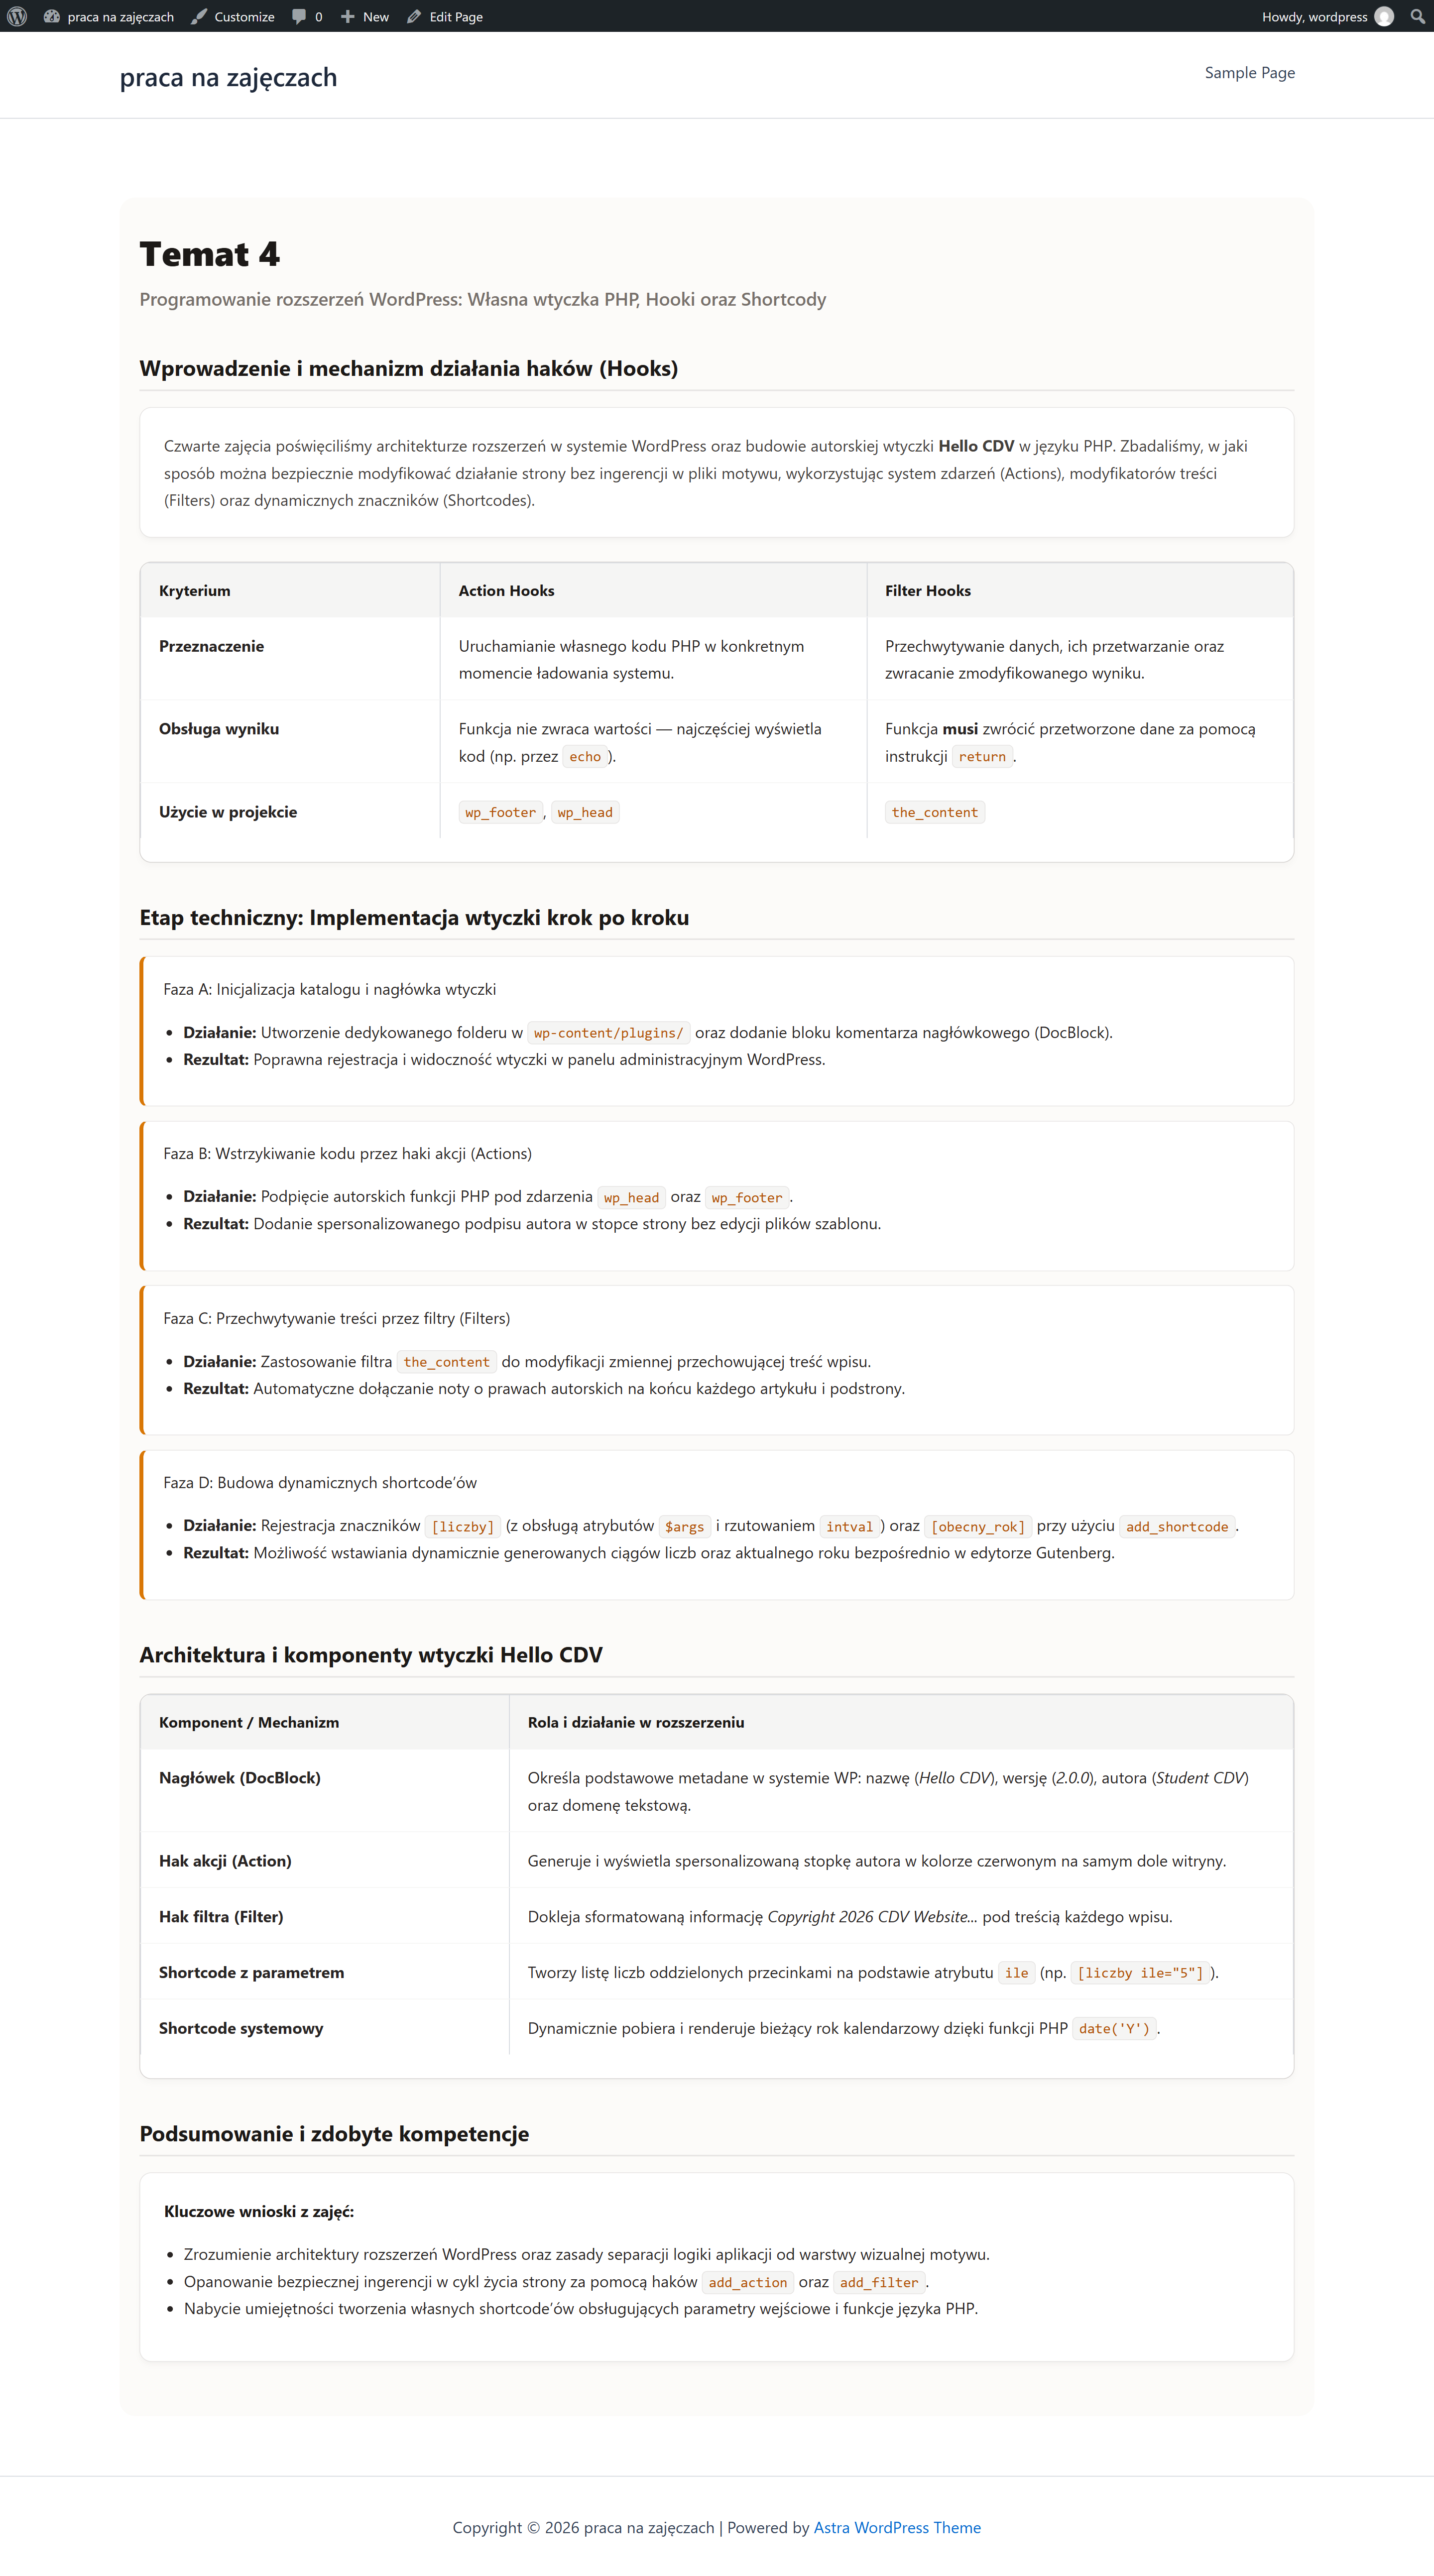 praca na zajęczach
Customize
0
New
Edit Page
Howdy, wordpress
praca na zajęczach
Sample Page
Temat 4
Programowanie rozszerzeń WordPress: Własna wtyczka PHP, Hooki oraz Shortcody
Wprowadzenie i mechanizm działania haków (Hooks)
Czwarte zajęcia poświęciliśmy architekturze rozszerzeń w systemie WordPress oraz budowie autorskiej wtyczki Hello CDV w języku PHP. Zbadaliśmy, w jaki
sposób można bezpiecznie modyfikować działanie strony bez ingerencji w pliki motywu, wykorzystując system zdarzeń (Actions), modyfikatorów treści
(Filters) oraz dynamicznych znaczników (Shortcodes).
Kryterium
Action Hooks
Filter Hooks
Przeznaczenie
Uruchamianie własnego kodu PHP w konkretnym
momencie ładowania systemu.
Przechwytywanie danych, ich przetwarzanie oraz
zwracanie zmodyfikowanego wyniku.
Obsługa wyniku
Funkcja nie zwraca wartości — najczęściej wyświetla
kod (np. przez echo).
Funkcja musi zwrócić przetworzone dane za pomocą
instrukcji return.
Użycie w projekcie
wp_footer, wp_head
the_content
Etap techniczny: Implementacja wtyczki krok po kroku
Faza A: Inicjalizacja katalogu i nagłówka wtyczki
• Działanie: Utworzenie dedykowanego folderu w wp-content/plugins/ oraz dodanie bloku komentarza nagłówkowego (DocBlock).
• Rezultat: Poprawna rejestracja i widoczność wtyczki w panelu administracyjnym WordPress.
Faza B: Wstrzykiwanie kodu przez haki akcji (Actions)
• Działanie: Podpięcie autorskich funkcji PHP pod zdarzenia wp_head oraz wp_footer.
• Rezultat: Dodanie spersonalizowanego podpisu autora w stopce strony bez edycji plików szablonu.
Faza C: Przechwytywanie treści przez filtry (Filters)
• Działanie: Zastosowanie filtra the_content do modyfikacji zmiennej przechowującej treść wpisu.
• Rezultat: Automatyczne dołączanie noty o prawach autorskich na końcu każdego artykułu i podstrony.
Faza D: Budowa dynamicznych shortcode’ów
• Działanie: Rejestracja znaczników [liczby] (z obsługą atrybutów $args i rzutowaniem intval) oraz [obecny_rok] przy użyciu add_shortcode.
• Rezultat: Możliwość wstawiania dynamicznie generowanych ciągów liczb oraz aktualnego roku bezpośrednio w edytorze Gutenberg.
Architektura i komponenty wtyczki Hello CDV
Komponent / Mechanizm
Rola i działanie w rozszerzeniu
Nagłówek (DocBlock)
Określa podstawowe metadane w systemie WP: nazwę (Hello CDV), wersję (2.0.0), autora (Student CDV)
oraz domenę tekstową.
Hak akcji (Action)
Generuje i wyświetla spersonalizowaną stopkę autora w kolorze czerwonym na samym dole witryny.
Hak filtra (Filter)
Dokleja sformatowaną informację Copyright 2026 CDV Website... pod treścią każdego wpisu.
Shortcode z parametrem
Tworzy listę liczb oddzielonych przecinkami na podstawie atrybutu ile (np. [liczby ile="5"]).
Shortcode systemowy
Dynamicznie pobiera i renderuje bieżący rok kalendarzowy dzięki funkcji PHP date('Y').
Podsumowanie i zdobyte kompetencje
Kluczowe wnioski z zajęć:
• Zrozumienie architektury rozszerzeń WordPress oraz zasady separacji logiki aplikacji od warstwy wizualnej motywu.
• Opanowanie bezpiecznej ingerencji w cykl życia strony za pomocą haków add_action oraz add_filter.
• Nabycie umiejętności tworzenia własnych shortcode’ów obsługujących parametry wejściowe i funkcje języka PHP.
Copyright © 2026 praca na zajęczach | Powered by Astra WordPress Theme